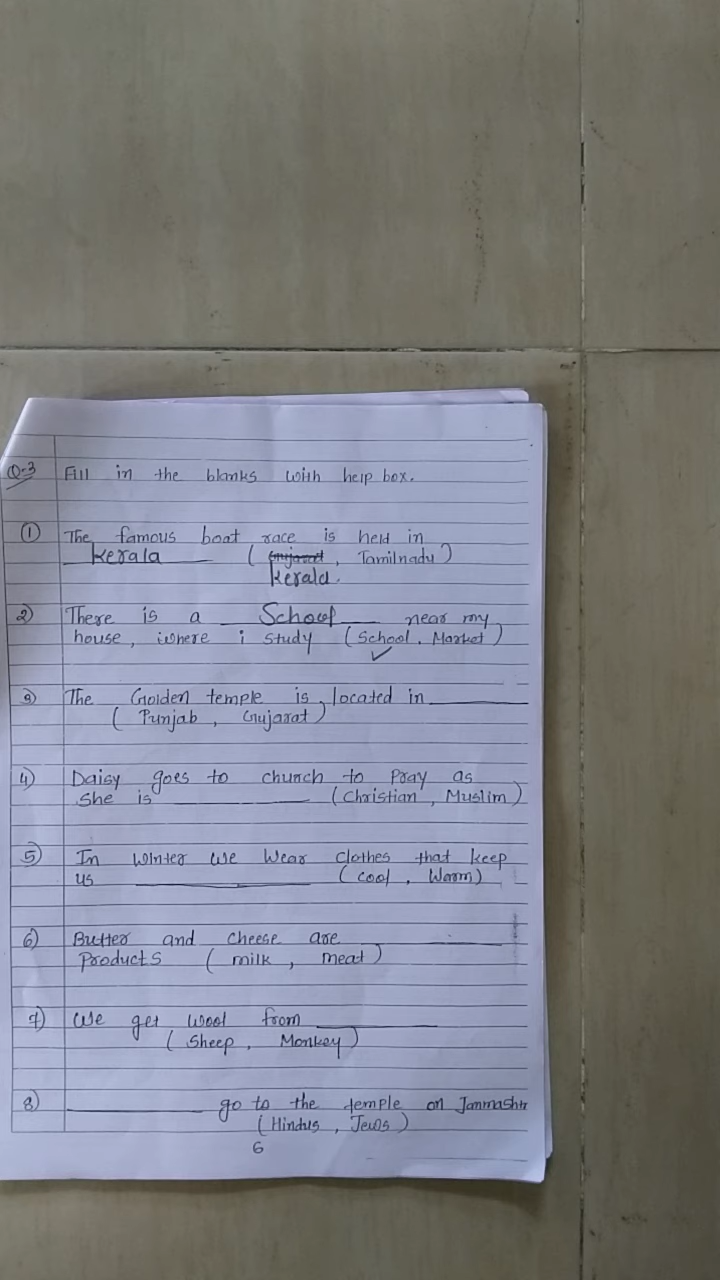 Q-3 Fill in the blanks with help box.
① The famous boat race is held in
Kerala (Gujarat, Tamilnadu)
Kerala.
2) There is a School near my
house, where i study (School, Market)
3) The Golden temple is located in
(Punjab, Gujarat)
4) Daisy goes to church to Pray as
She is (Christian, Muslim)
5) In winter we wear clothes that keep
us (cool, Warm)
6) Butter and cheese are
Products (milk, meat)
7) We get wool from
(Sheep, Monkey)
8) go to the temple on Janmasht
(Hindus, Jews)
6